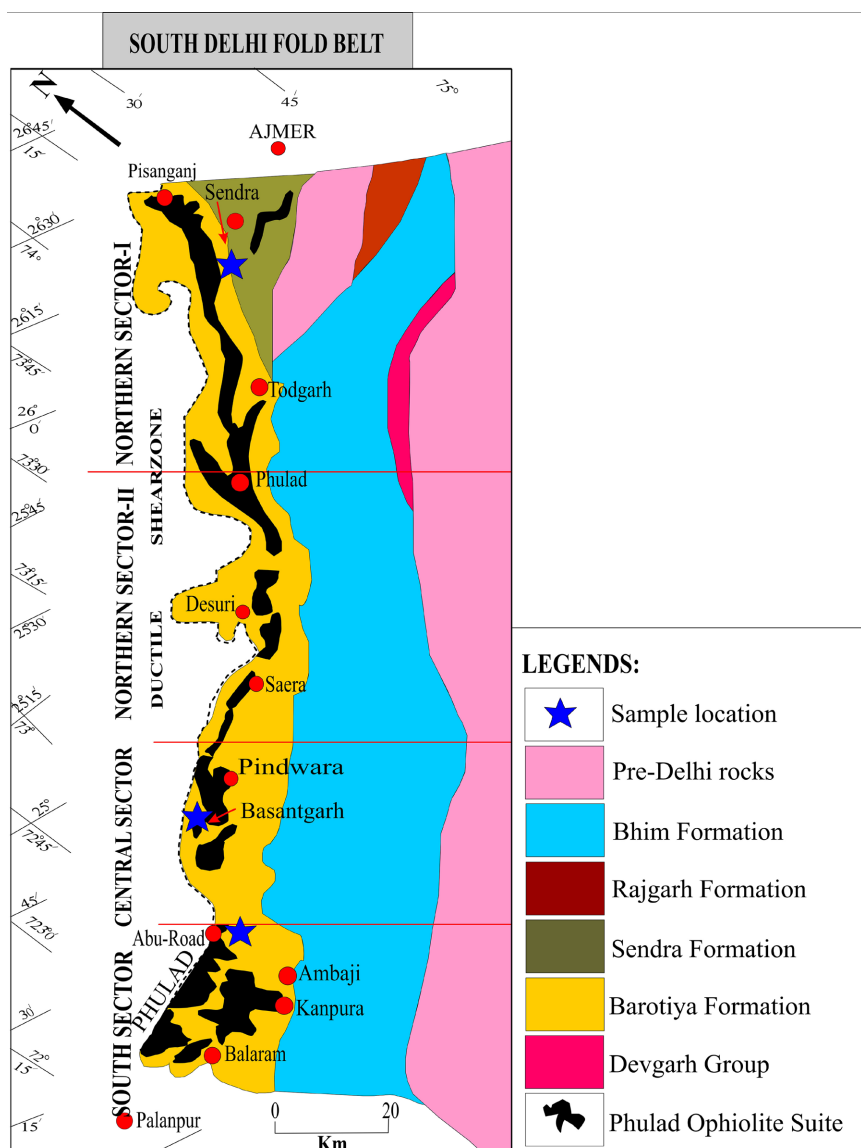 SOUTH DELHI FOLD BELT
N
30'
45'
75°
26°45'
15'
AJMER
Pisanganj
Sendra
26°30'
74°
NORTHERN SECTOR-I
26°15'
73°45'
Todgarh
26°
0'
SHEARZONE
73°30'
Phulad
25°45'
NORTHERN SECTOR-II
73°15'
Desuri
25°30'
DUCTILE
Saera
25°15'
73°
Pindwara
CENTRAL SECTOR
Basantgarh
25°
72°45'
45'
72°30'
Abu-Road
PHULAD
Ambaji
Kanpura
SOUTH SECTOR
30'
72°
15'
Balaram
Palanpur
15'
0
20
Km
LEGENDS:
Sample location
Pre-Delhi rocks
Bhim Formation
Rajgarh Formation
Sendra Formation
Barotiya Formation
Devgarh Group
Phulad Ophiolite Suite